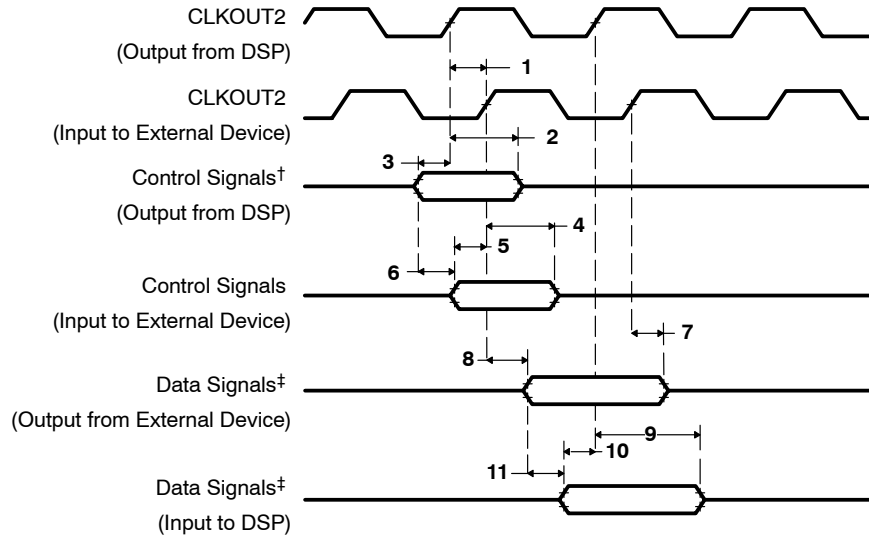 CLKOUT2
(Output from DSP)
1
CLKOUT2
(Input to External Device)
2
3
Control Signals†
(Output from DSP)
4
5
6
Control Signals
(Input to External Device)
7
8
Data Signals‡
(Output from External Device)
9
10
11
Data Signals‡
(Input to DSP)